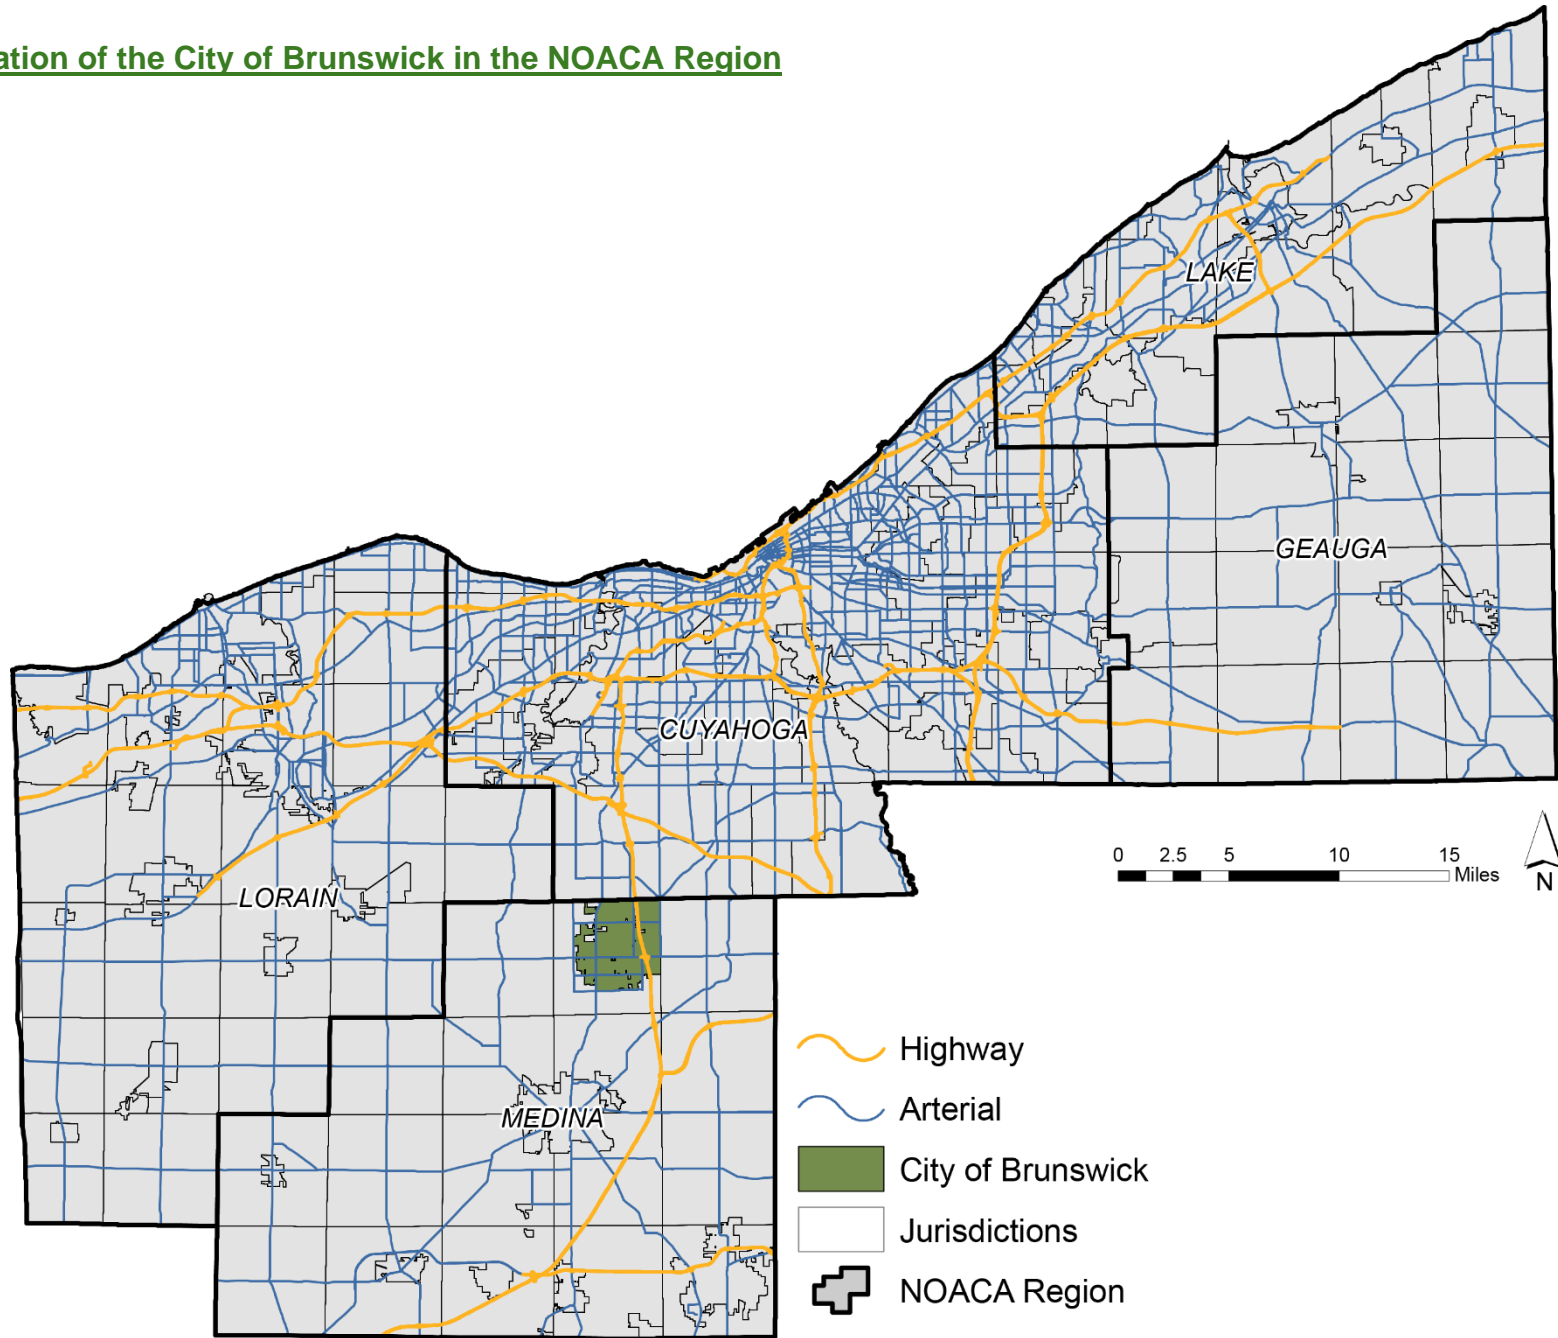 ation of the City of Brunswick in the NOACA Region
LAKE
GEAUGA
CUYAHOGA
LORAIN
MEDINA
0 2.5 5 10 15
Miles
N
Highway
Arterial
City of Brunswick
Jurisdictions
NOACA Region